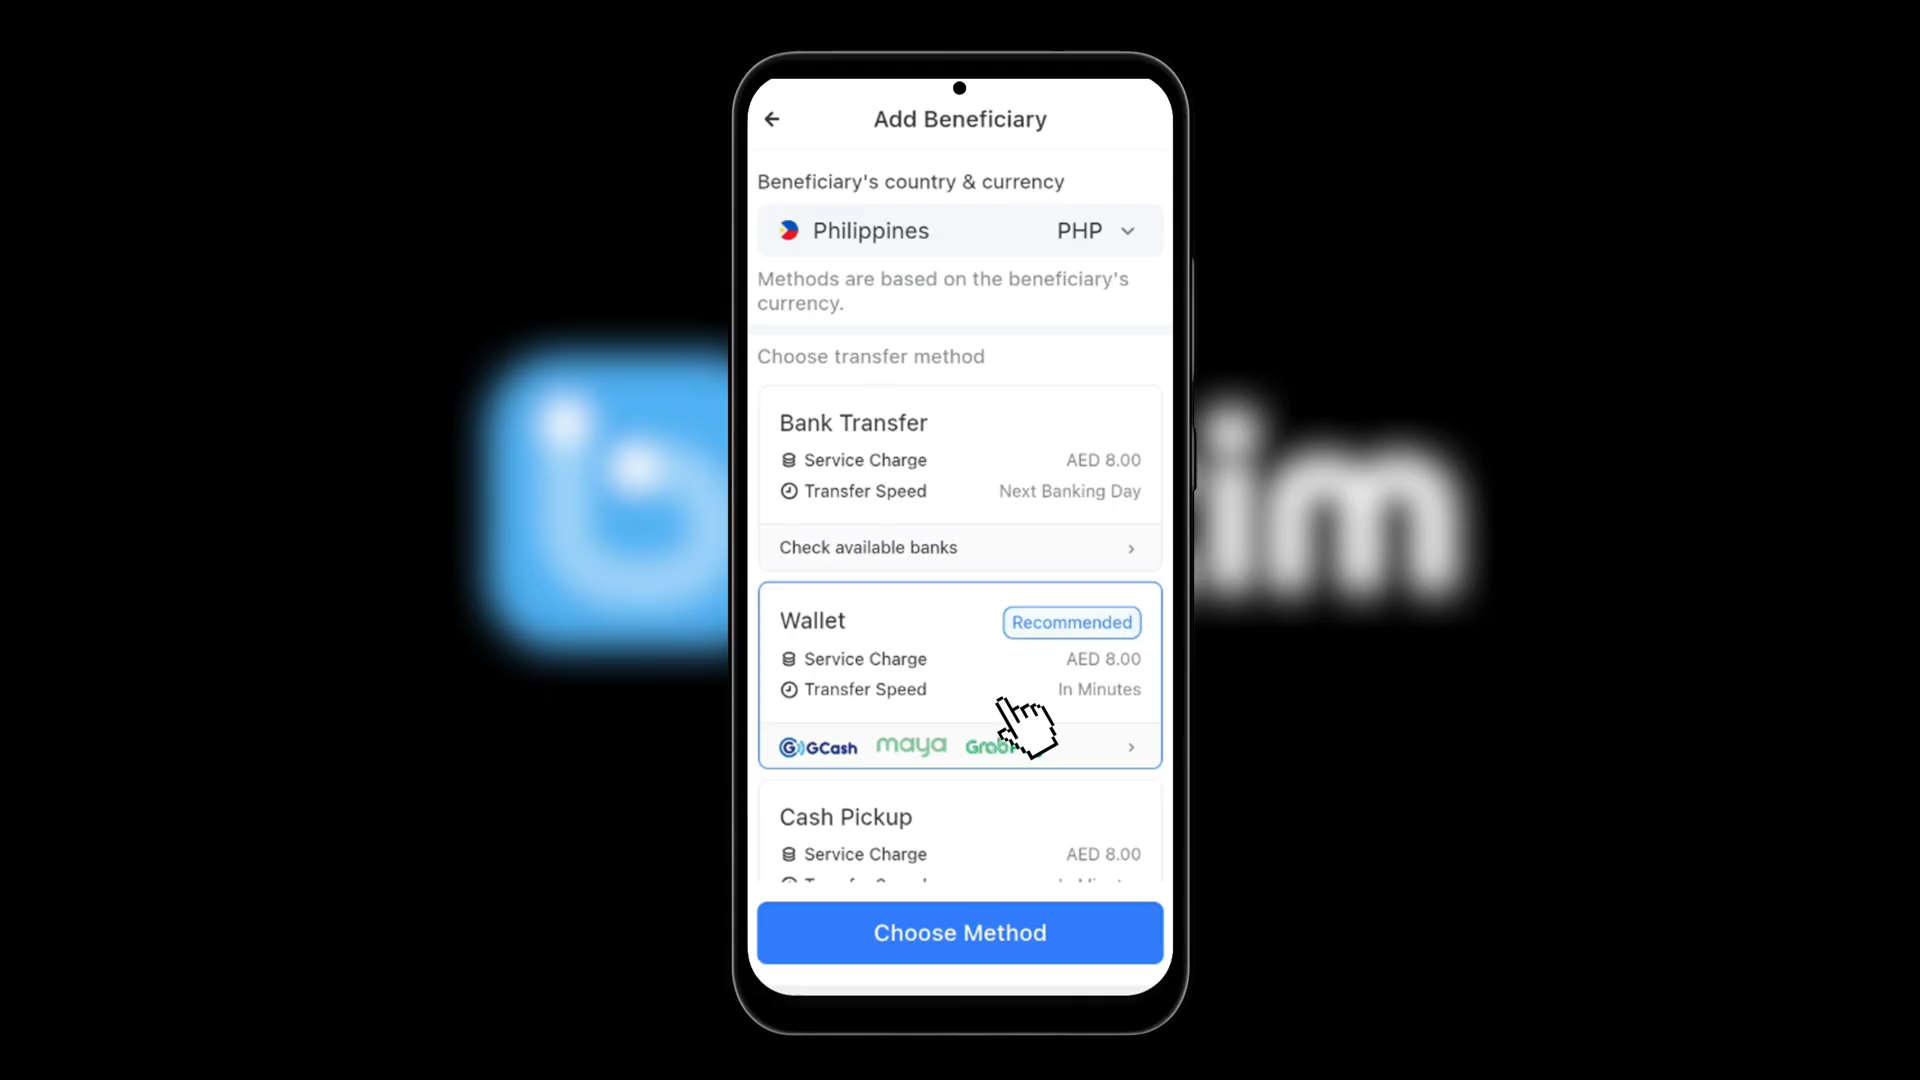 Add Beneficiary
Beneficiary's country & currency
Philippines PHP
Methods are based on the beneficiary's
currency.
Choose transfer method
Bank Transfer
Service Charge AED 8.00
Transfer Speed Next Banking Day
Check available banks
Wallet Recommended
Service Charge AED 8.00
Transfer Speed In Minutes
GCash maya
Cash Pickup
Service Charge AED 8.00
Choose Method